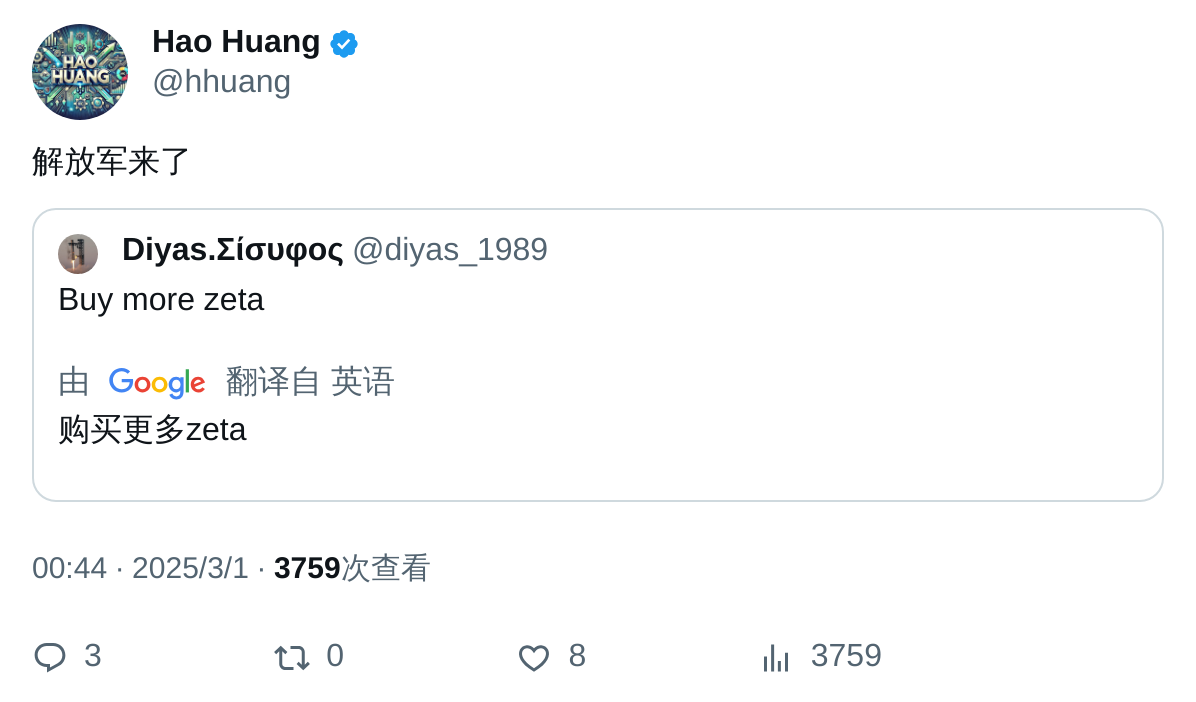 HAO
HUANG
Hao Huang
@hhuang
解放军来了
Diyas.Σίσυφος @diyas_1989
Buy more zeta
由 Google 翻译自 英语
购买更多zeta
00:44 · 2025/3/1 · 3759次查看
3 0 8 3759